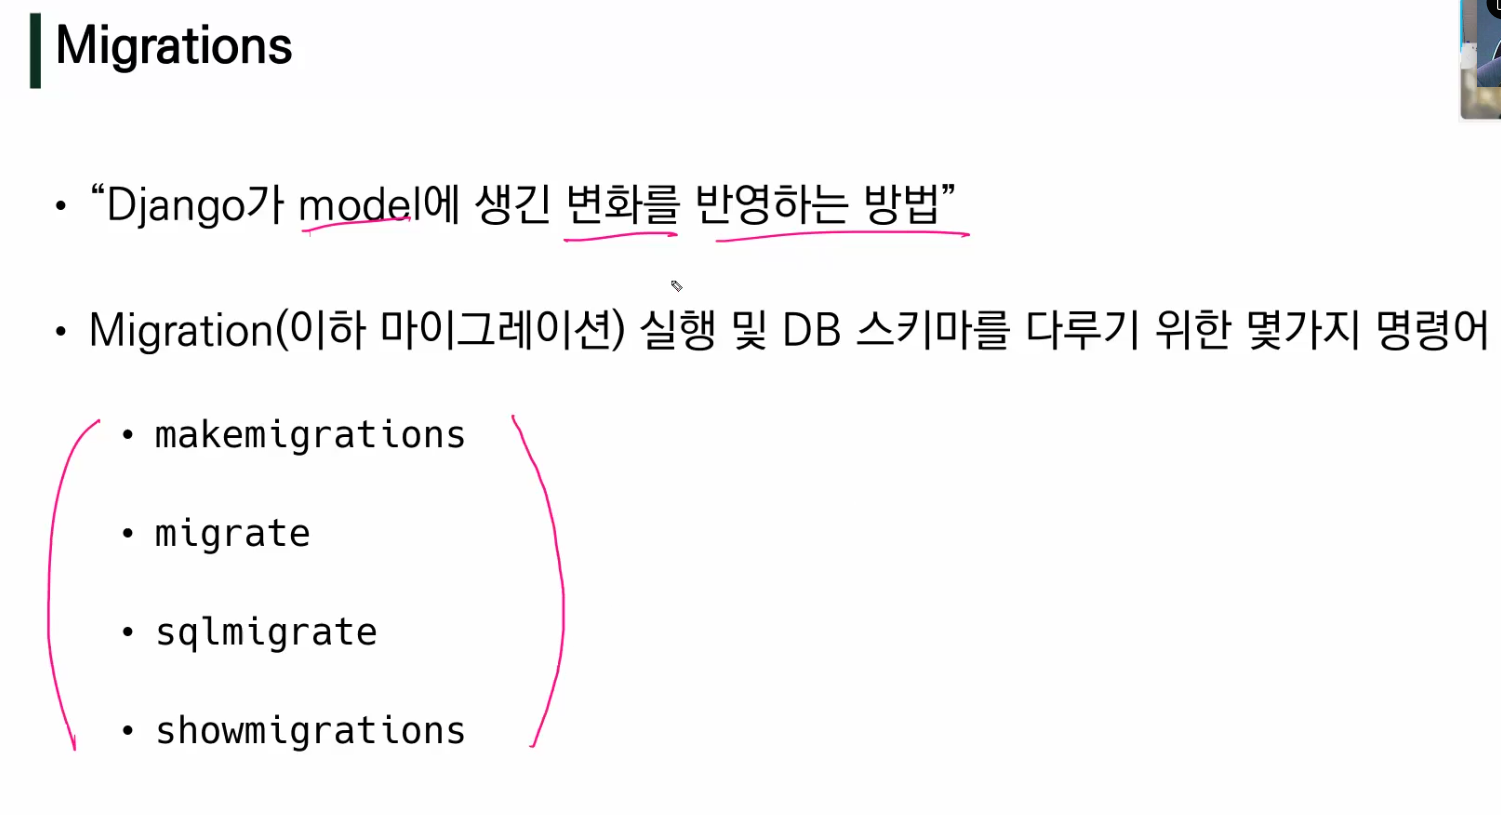 Migrations
• “Django가 model에 생긴 변화를 반영하는 방법”
• Migration(이하 마이그레이션) 실행 및 DB 스키마를 다루기 위한 몇가지 명령어
• makemigrations
• migrate
• sqlmigrate
• showmigrations